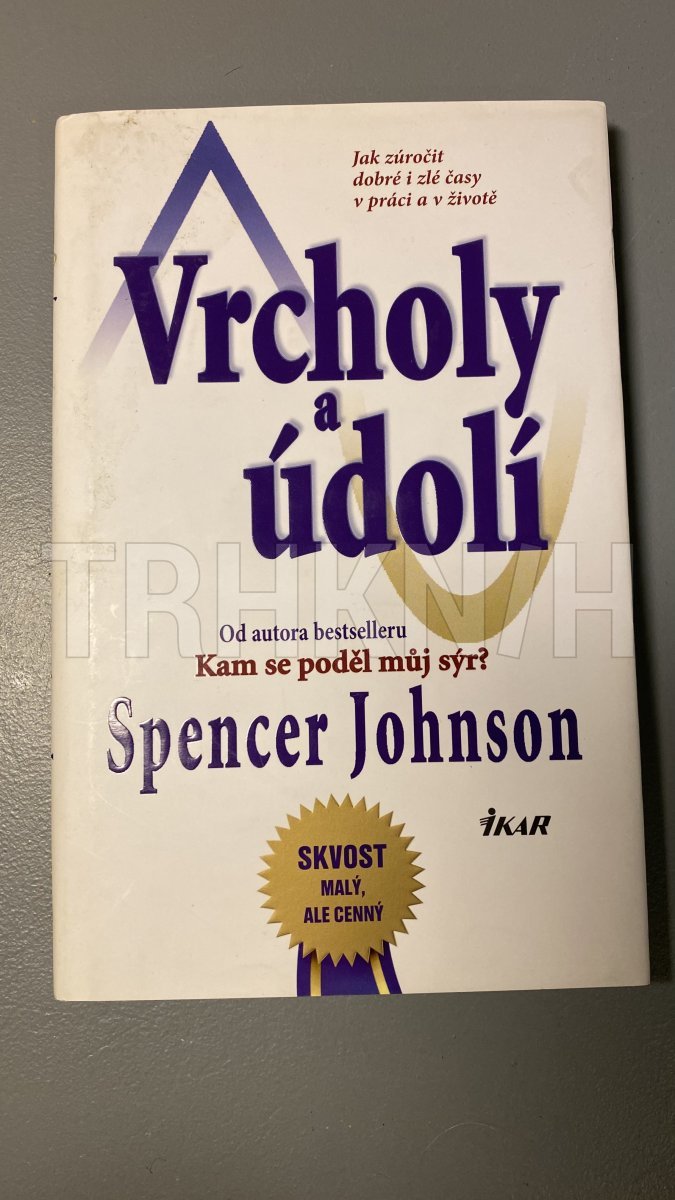 Jak zúročit
dobré i zlé časy
v práci a v životě
Vrcholy
a
údolí
TRHKNIH
Od autora bestselleru
Kam se poděl můj sýr?
Spencer Johnson
IKAR
SKVOST
MALÝ,
ALE CENNÝ